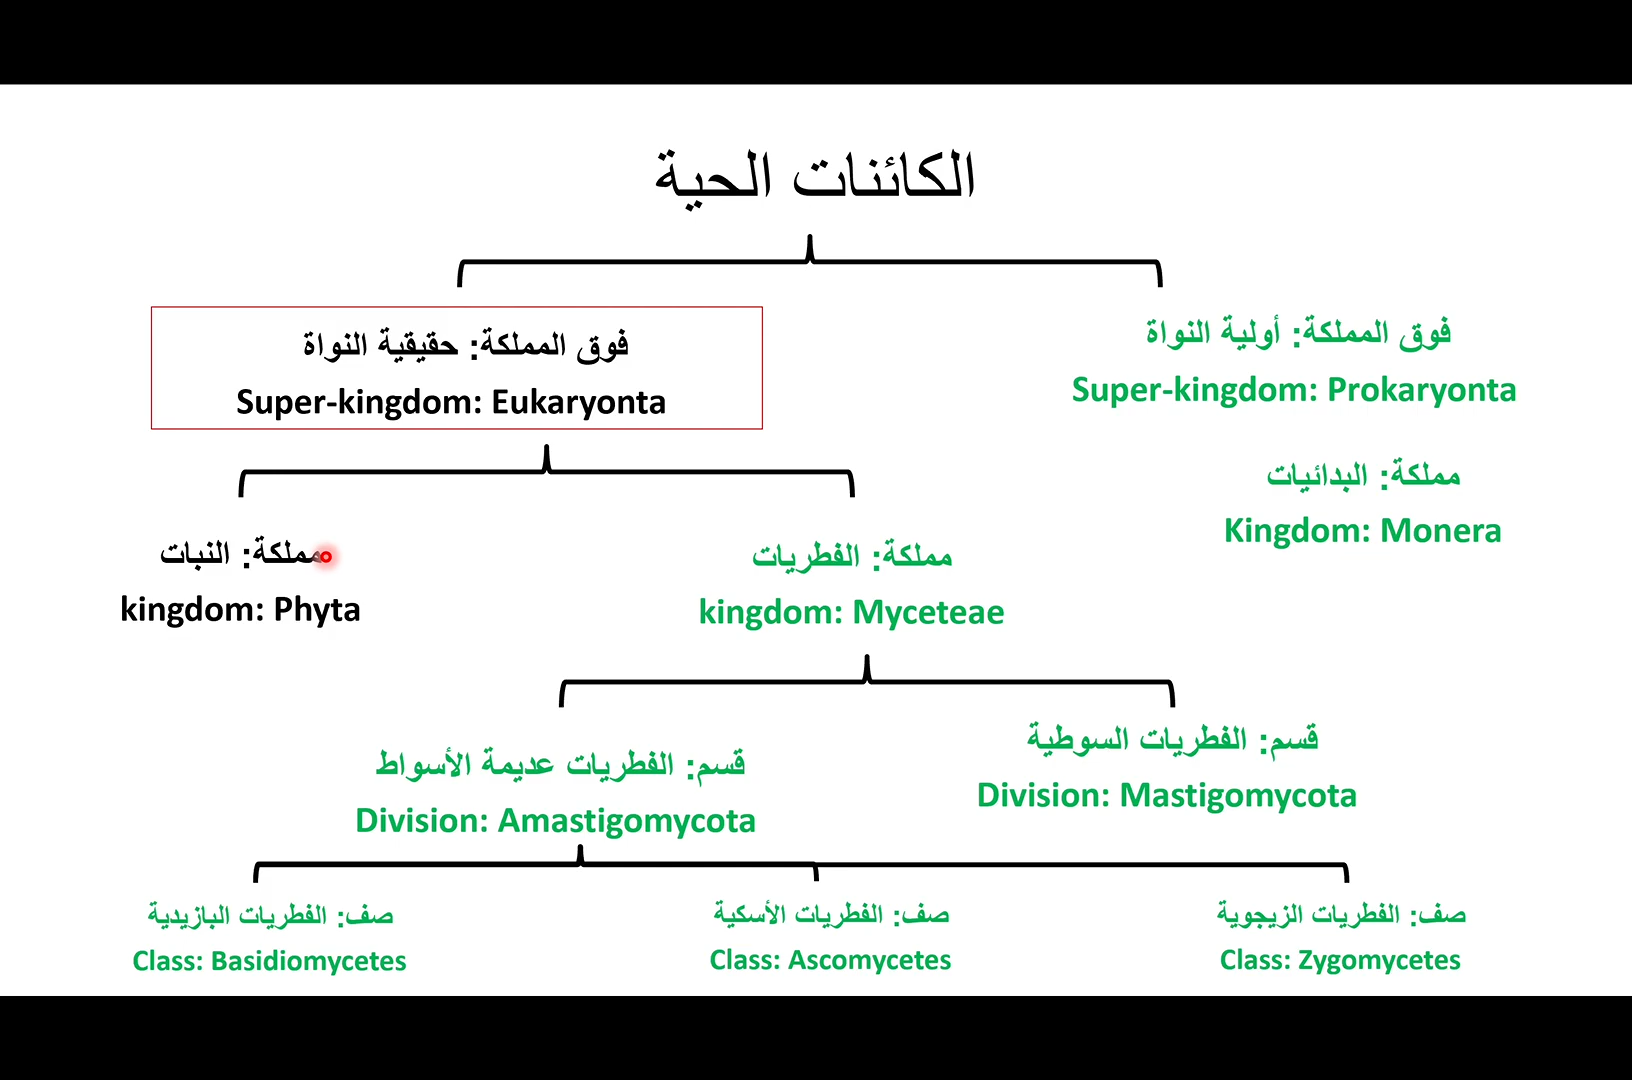 الكائنات الحية
فوق المملكة: أولية النواة
Super-kingdom: Prokaryonta
فوق المملكة: حقيقية النواة
Super-kingdom: Eukaryonta
مملكة: البدائيات
Kingdom: Monera
مملكة: الفطريات
kingdom: Myceteae
مملكة: النبات
kingdom: Phyta
قسم: الفطريات السوطية
Division: Mastigomycota
قسم: الفطريات عديمة الأسواط
Division: Amastigomycota
صف: الفطريات الزيجوية
Class: Zygomycetes
صف: الفطريات الأسكية
Class: Ascomycetes
صف: الفطريات البازيدية
Class: Basidiomycetes